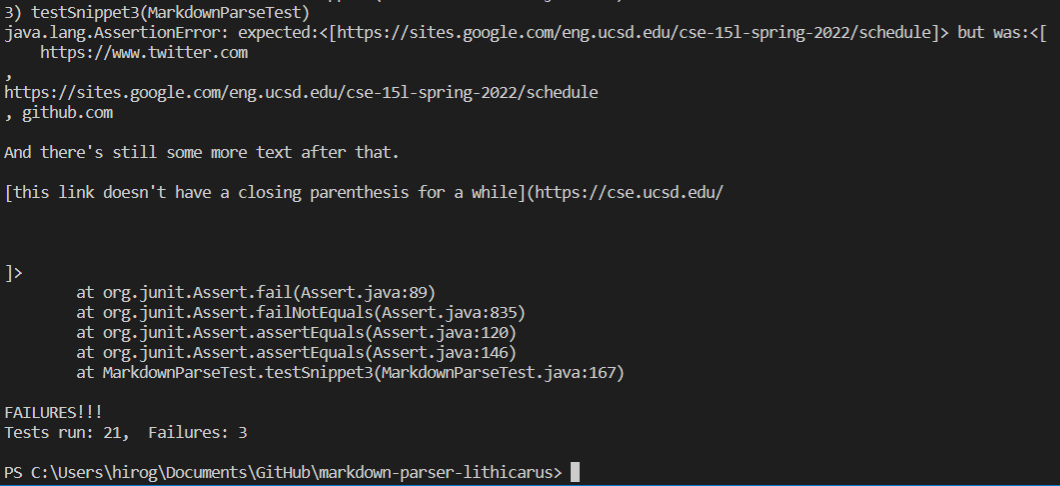 3) testSnippet3(MarkdownParseTest)
java.lang.AssertionError: expected:<[https://sites.google.com/eng.ucsd.edu/cse-15l-spring-2022/schedule]> but was:<[
    https://www.twitter.com
,
https://sites.google.com/eng.ucsd.edu/cse-15l-spring-2022/schedule
, github.com

And there's still some more text after that.

[this link doesn't have a closing parenthesis for a while](https://cse.ucsd.edu/



]>
        at org.junit.Assert.fail(Assert.java:89)
        at org.junit.Assert.failNotEquals(Assert.java:835)
        at org.junit.Assert.assertEquals(Assert.java:120)
        at org.junit.Assert.assertEquals(Assert.java:146)
        at MarkdownParseTest.testSnippet3(MarkdownParseTest.java:167)

FAILURES!!!
Tests run: 21,  Failures: 3

PS C:\Users\hirog\Documents\GitHub\markdown-parser-lithicarus>